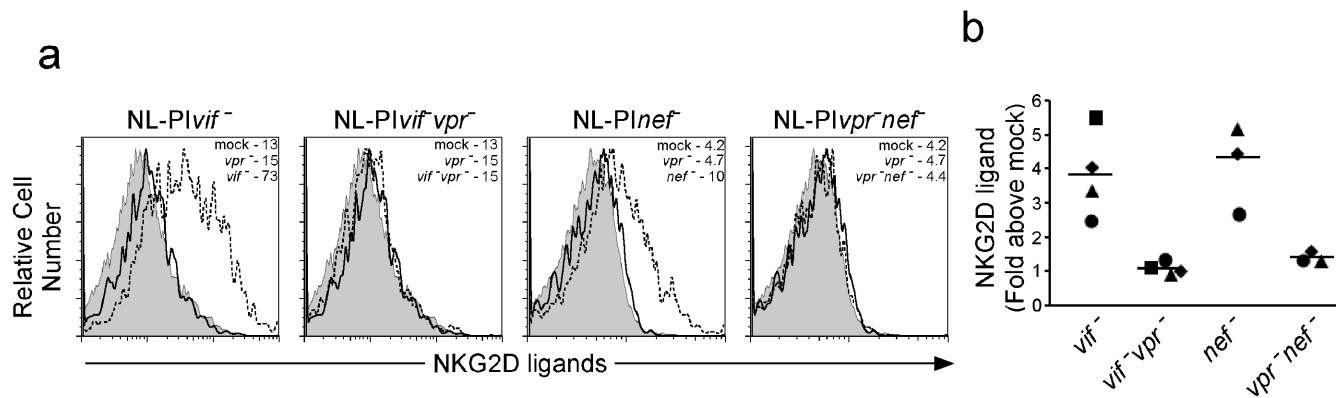 a
b
NL-PIvif⁻
NL-PIvif⁻vpr⁻
NL-PInef⁻
NL-PIvpr⁻nef⁻
mock - 13
vpr⁻ - 15
vif⁻ - 73
mock - 13
vpr⁻ - 15
vif⁻vpr⁻ - 15
mock - 4.2
vpr⁻ - 4.7
nef⁻ - 10
mock - 4.2
vpr⁻ - 4.7
vpr⁻nef⁻ - 4.4
Relative Cell
Number
NKG2D ligands
NKG2D ligand
(Fold above mock)
6
5
4
3
2
1
0
vif⁻
vif⁻vpr⁻
nef⁻
vpr⁻nef⁻